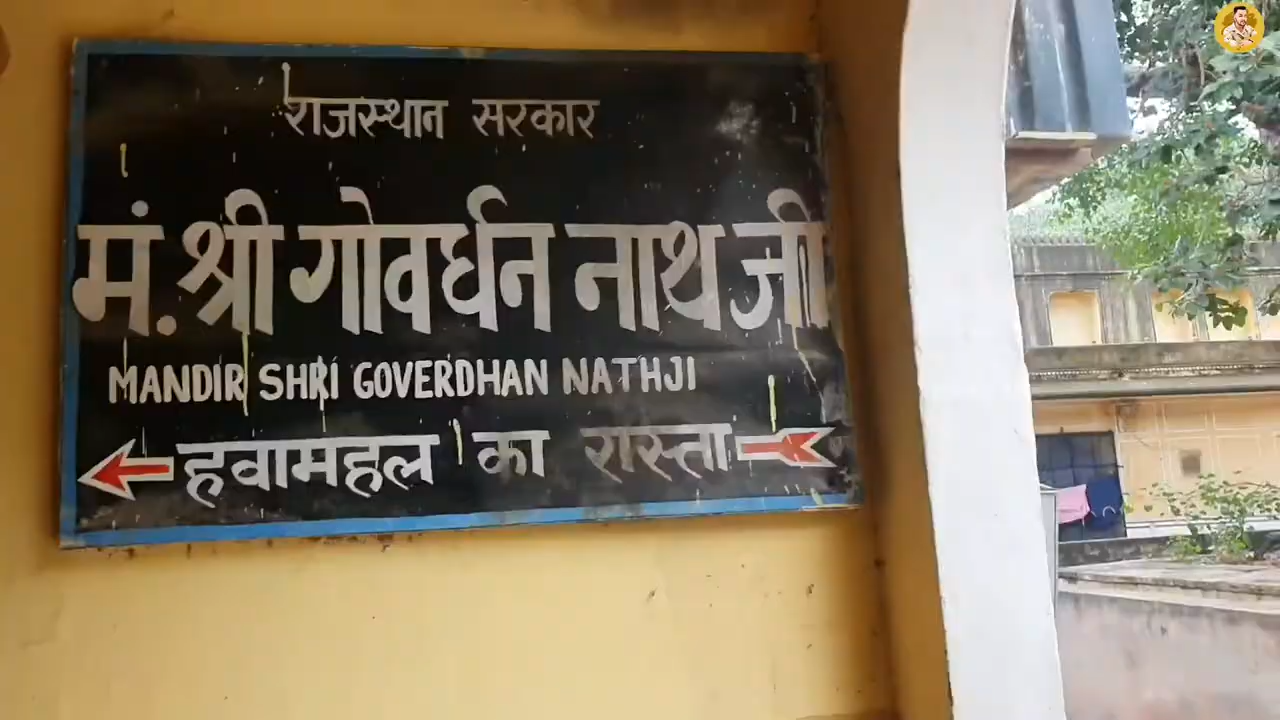 राजस्थान सरकार
मं. श्री गोवर्धन नाथ जी
MANDIR SHRI GOVERDHAN NATHJI
हवामहल का रास्ता